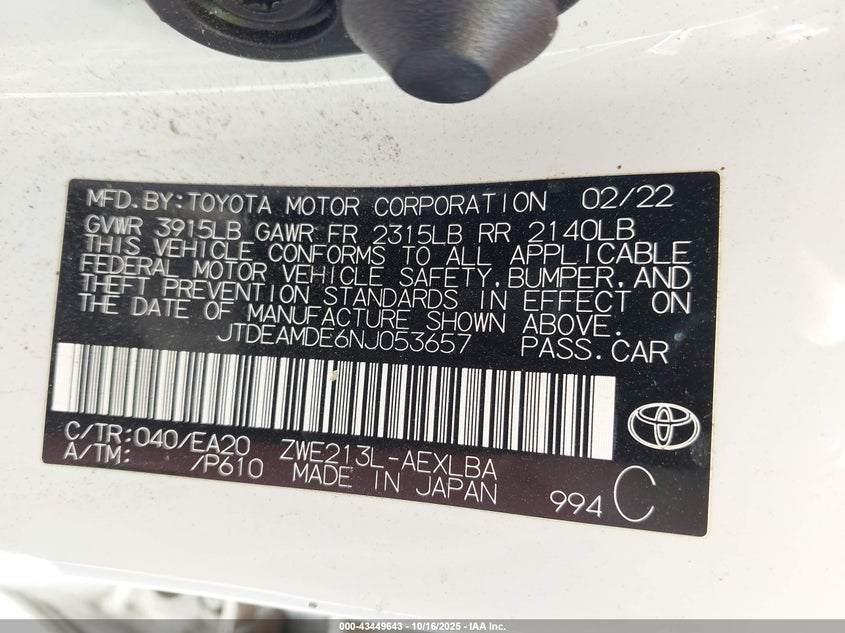 MFD. BY: TOYOTA MOTOR CORPORATION 02/22
GVWR 3915LB GAWR FR 2315LB RR 2140LB
THIS VEHICLE CONFORMS TO ALL APPLICABLE
FEDERAL MOTOR VEHICLE SAFETY, BUMPER, AND
THEFT PREVENTION STANDARDS IN EFFECT ON
THE DATE OF MANUFACTURE SHOWN ABOVE.
JTDEAMDE6NJ053657 PASS. CAR
C/TR: 040/EA20 ZWE213L-AEXLBA
A/TM: /P610 MADE IN JAPAN 994 C
000-43449643 - 10/16/2025 - IAA Inc.